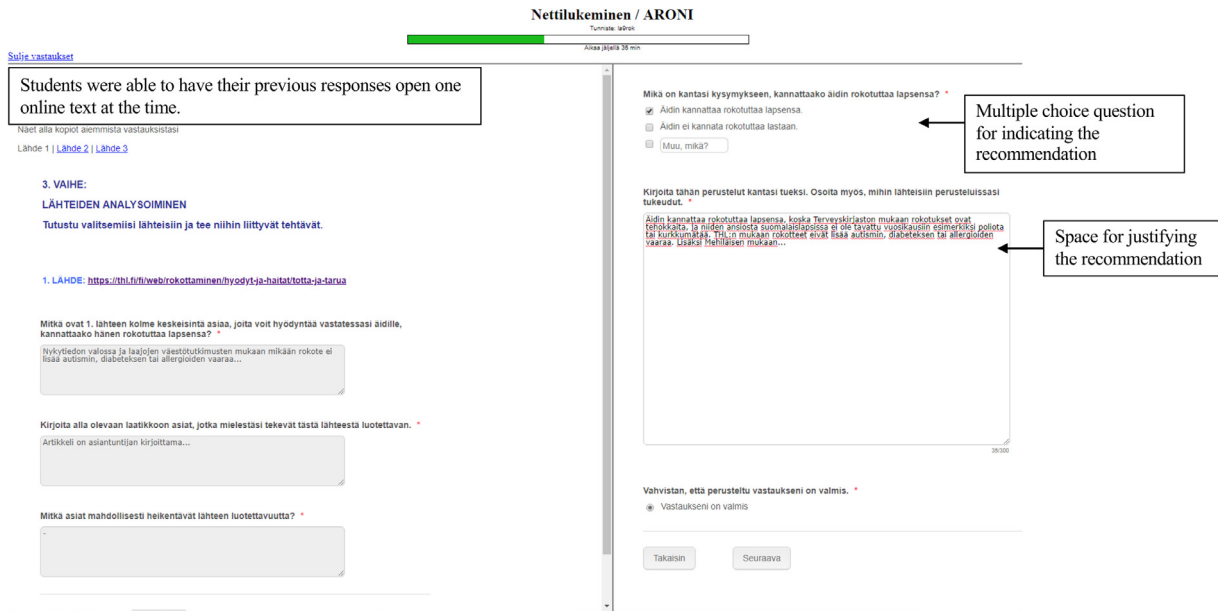 Nettilukeminen / ARONI
Tunniste: la9rok
Aikaa jäljellä 36 min
Sulje vastaukset
Students were able to have their previous responses open one
online text at the time.
Näet alla kopiot aiemmista vastauksistasi
Lähde 1 | Lähde 2 | Lähde 3
3. VAIHE:
LÄHTEIDEN ANALYSOIMINEN
Tutustu valitsemiisi lähteisiin ja tee niihin liittyvät tehtävät.
1. LÄHDE: https://thl.fi/fi/web/rokottaminen/hyodyt-ja-haitat/totta-ja-tarua
Mitkä ovat 1. lähteen kolme keskeisintä asiaa, joita voit hyödyntää vastatessasi äidille,
kannattaako hänen rokotuttaa lapsensa? *
Nykytiedon valossa ja laajojen väestötutkimusten mukaan mikään rokote ei
lisää autismin, diabeteksen tai allergioiden vaaraa...
Kirjoita alla olevaan laatikkoon asiat, jotka mielestäsi tekevät tästä lähteestä luotettavan. *
Artikkeli on asiantuntijan kirjoittama...
Mitkä asiat mahdollisesti heikentävät lähteen luotettavuutta? *
-
Mikä on kantasi kysymykseen, kannattaako äidin rokotuttaa lapsensa? *
Äidin kannattaa rokotuttaa lapsensa.
Äidin ei kannata rokotuttaa lastaan.
Muu, mikä?
Multiple choice question
for indicating the
recommendation
Kirjoita tähän perustelut kantasi tueksi. Osoita myös, mihin lähteisiin perusteluissasi
tukeudut. *
Äidin kannattaa rokotuttaa lapsensa, koska Terveyskirjaston mukaan rokotukset ovat
tehokkaita, ja niiden ansiosta suomalaislapsissa ei ole tavattu vuosikausiin esimerkiksi poliota
tai kurkkumätää. THL:n mukaan rokotteet eivät lisää autismin, diabeteksen tai allergioiden
vaaraa. Lisäksi Mehiläisen mukaan...
Space for justifying
the recommendation
35/300
Vahvistan, että perusteltu vastaukseni on valmis. *
Vastaukseni on valmis
Takaisin
Seuraava